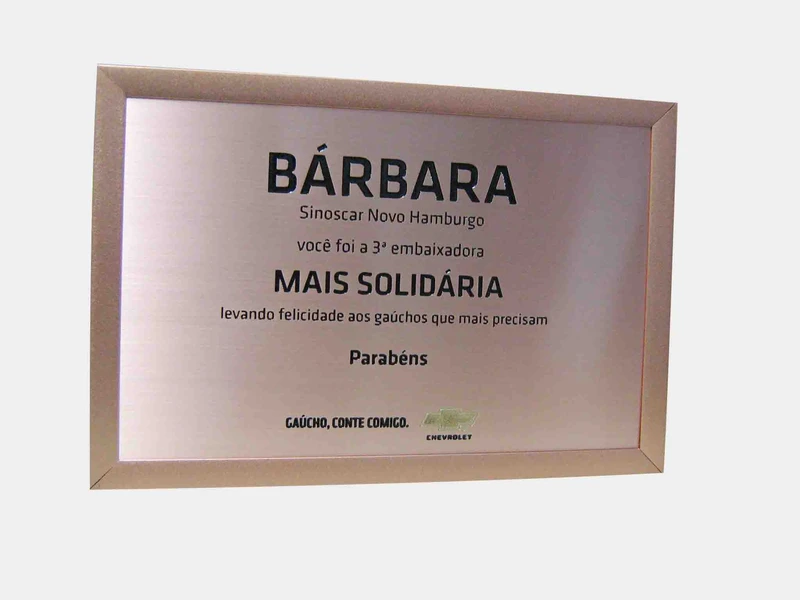 BÁRBARA
Sinoscar Novo Hamburgo
você foi a 3ª embaixadora
MAIS SOLIDÁRIA
levando felicidade aos gaúchos que mais precisam
Parabéns
GAÚCHO, CONTE COMIGO.
CHEVROLET